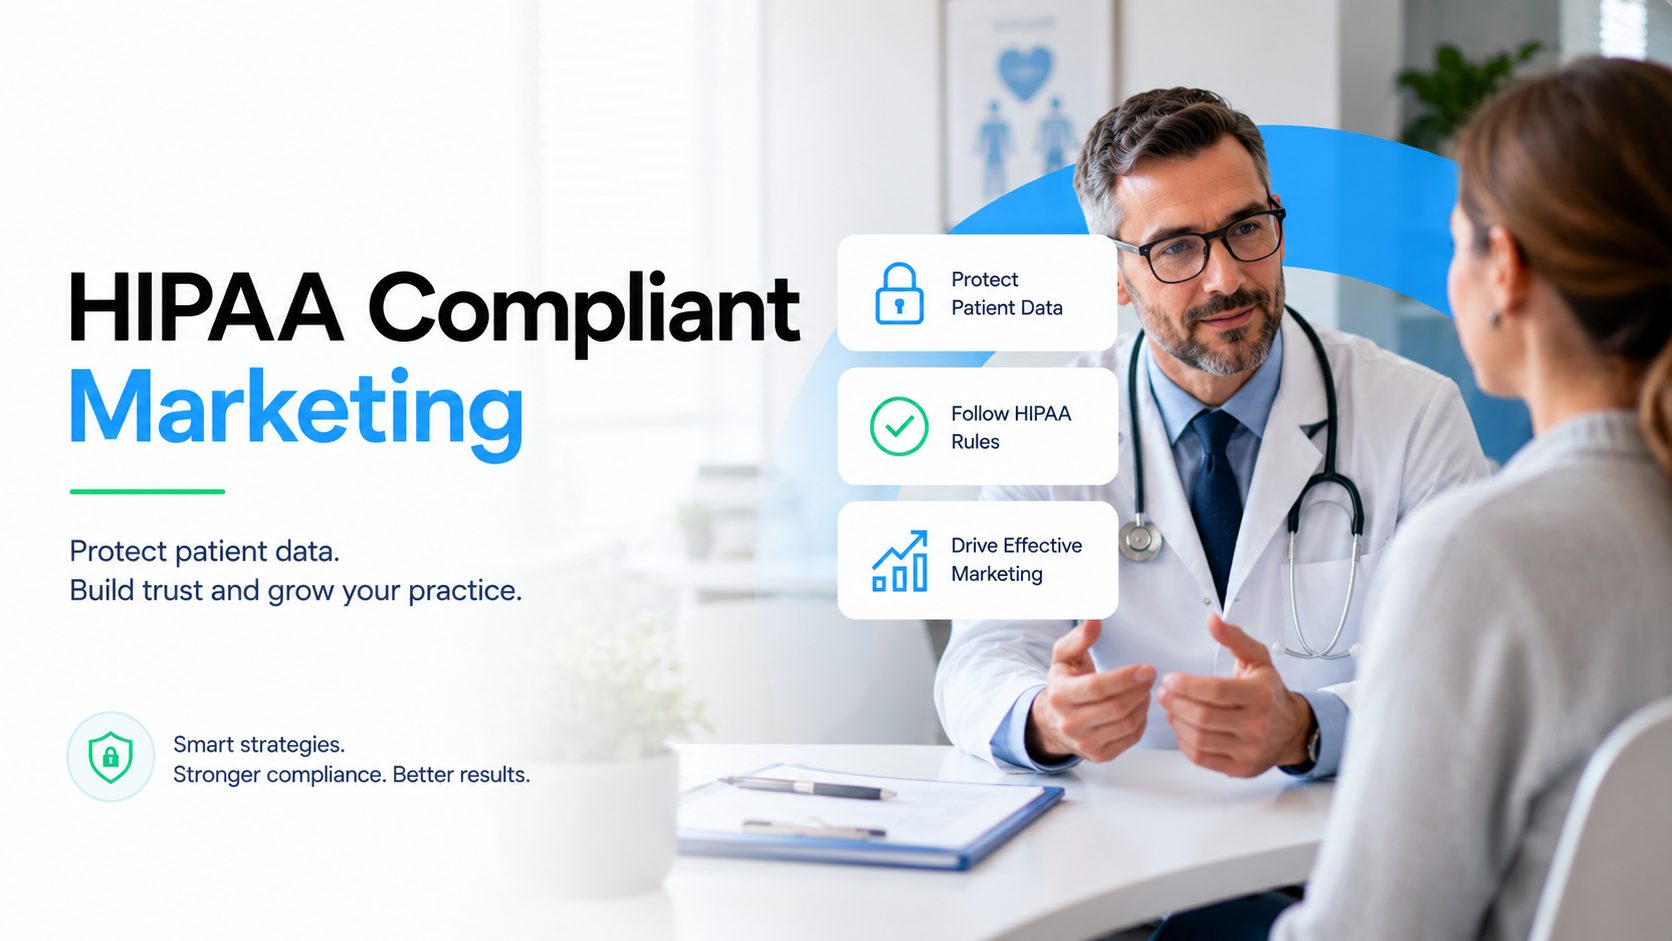 HIPAA Compliant
Marketing
Protect patient data.
Build trust and grow your practice.
Smart strategies.
Stronger compliance. Better results.
Protect
Patient Data
Follow HIPAA
Rules
Drive Effective
Marketing